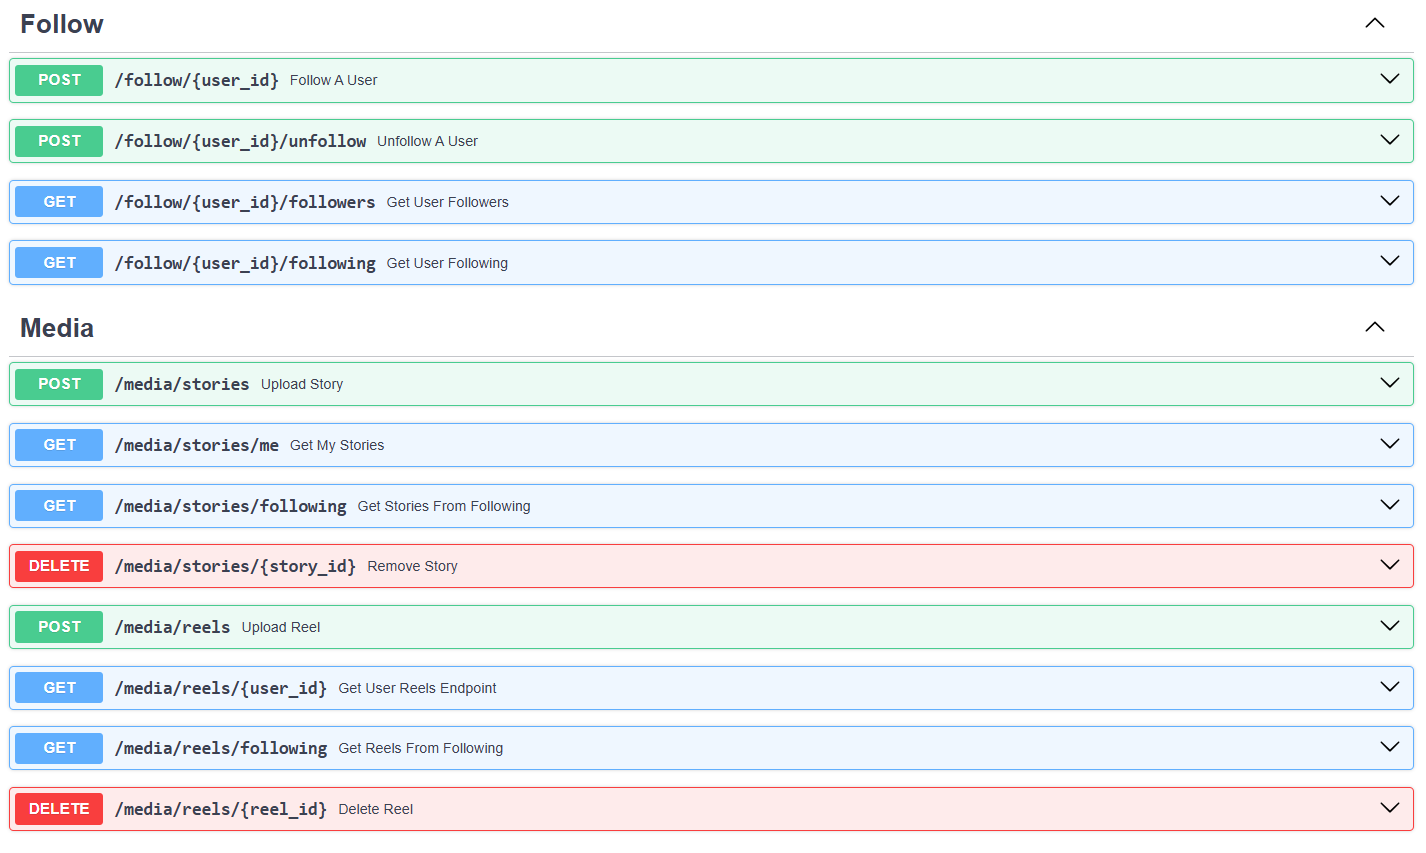 Follow
POST /follow/{user_id} Follow A User
POST /follow/{user_id}/unfollow Unfollow A User
GET /follow/{user_id}/followers Get User Followers
GET /follow/{user_id}/following Get User Following
Media
POST /media/stories Upload Story
GET /media/stories/me Get My Stories
GET /media/stories/following Get Stories From Following
DELETE /media/stories/{story_id} Remove Story
POST /media/reels Upload Reel
GET /media/reels/{user_id} Get User Reels Endpoint
GET /media/reels/following Get Reels From Following
DELETE /media/reels/{reel_id} Delete Reel